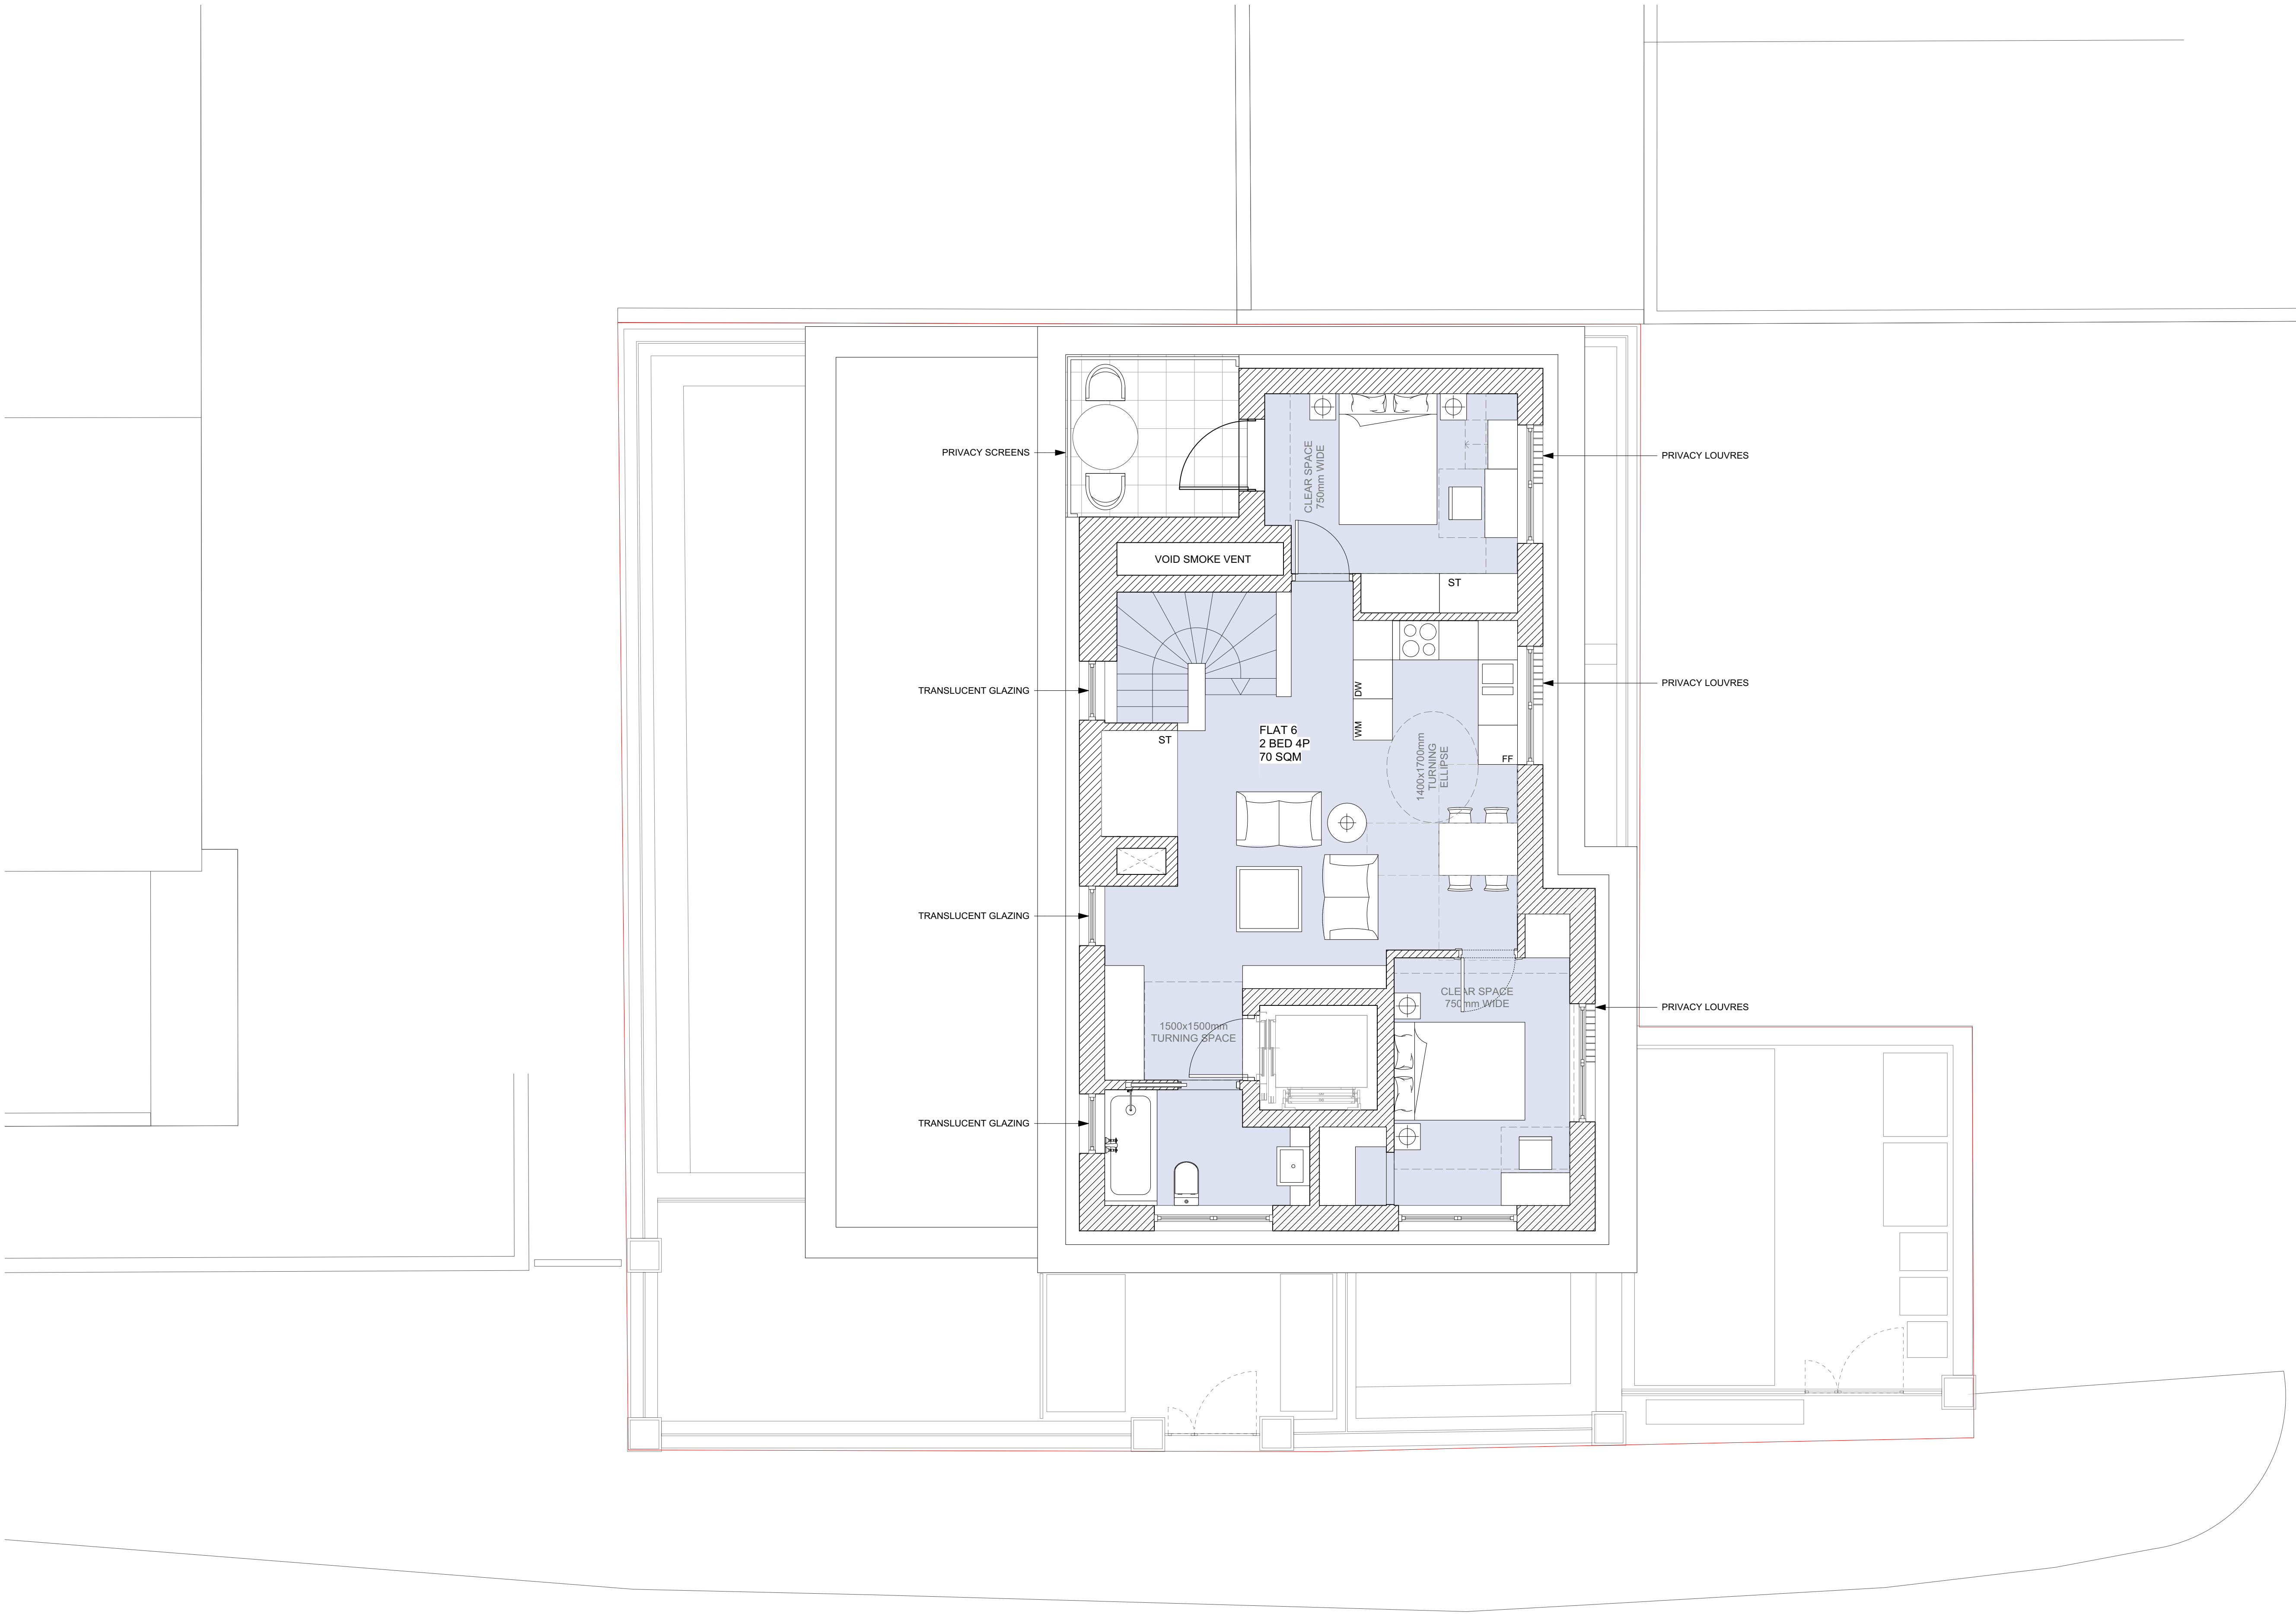 PRIVACY SCREENS
CLEAR SPACE
750mm WIDE
PRIVACY LOUVRES
VOID SMOKE VENT
ST
TRANSLUCENT GLAZING
DW
WM
PRIVACY LOUVRES
ST
FLAT 6
2 BED 4P
70 SQM
1400x1700mm
TURNING
ELLIPSE
FF
TRANSLUCENT GLAZING
CLEAR SPACE
750mm WIDE
PRIVACY LOUVRES
1500x1500mm
TURNING SPACE
TRANSLUCENT GLAZING